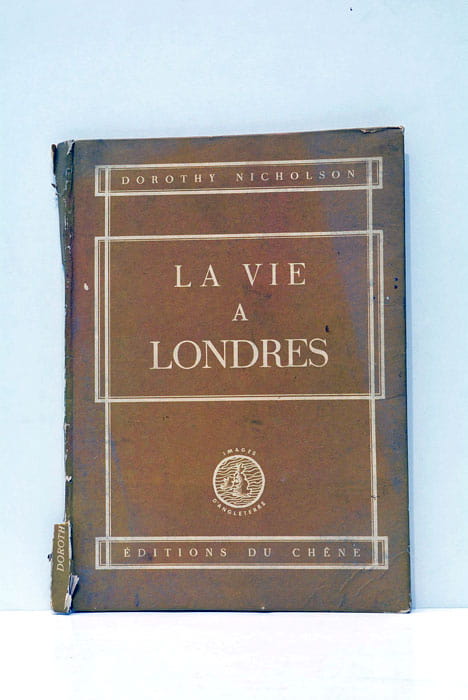 DOROTHY NICHOLSON
LA VIE
A
LONDRES
IMAGES
D'ANGLETERRE
ÉDITIONS DU CHÊNE
DOROTH